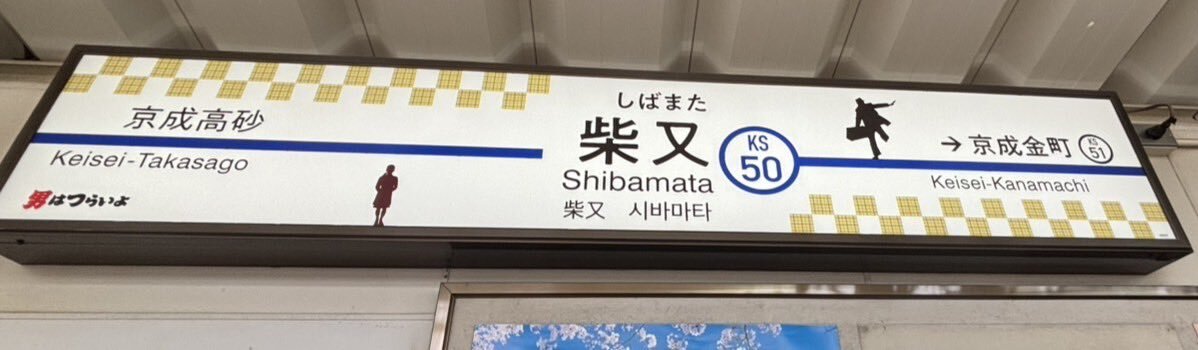 京成高砂
Keisei-Takasago
男はつらいよ
しばまた
柴又
Shibamata
柴又 시바마타
KS
50
→ 京成金町 KS 51
Keisei-Kanamachi